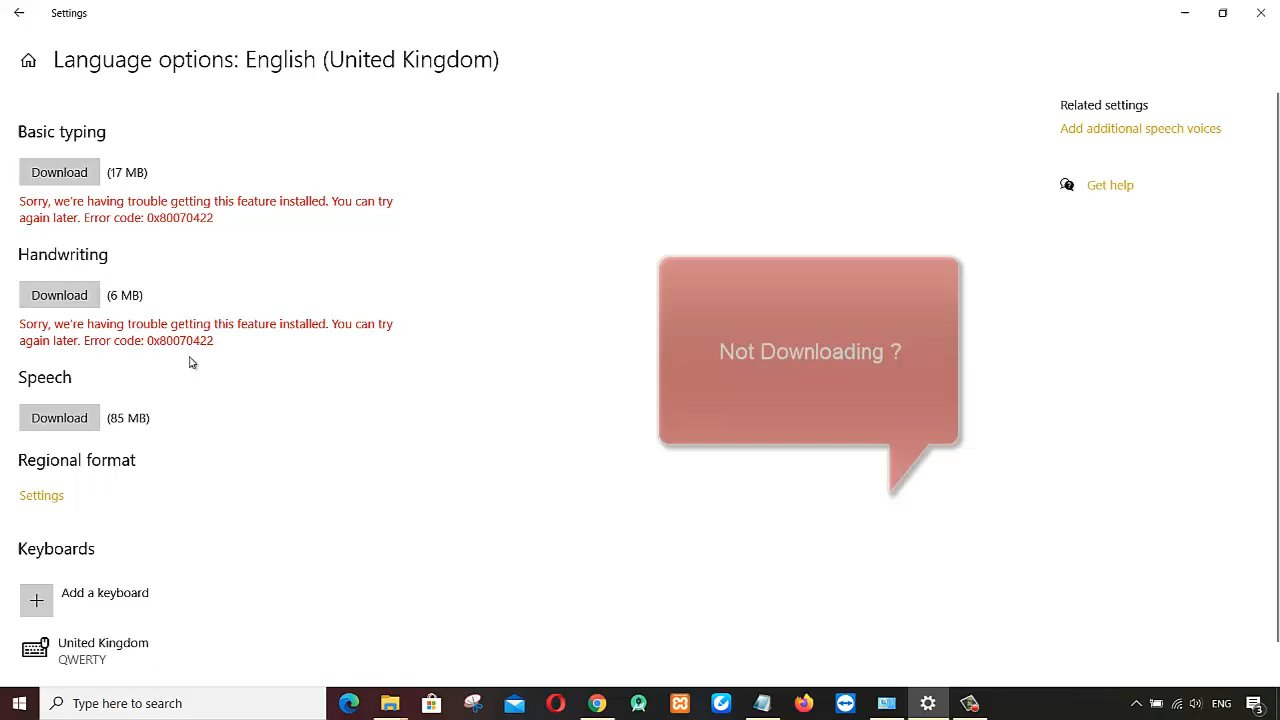 Settings
Language options: English (United Kingdom)
Basic typing
Download (17 MB)
Sorry, we're having trouble getting this feature installed. You can try
again later. Error code: 0x80070422
Handwriting
Download (6 MB)
Sorry, we're having trouble getting this feature installed. You can try
again later. Error code: 0x80070422
Speech
Download (85 MB)
Regional format
Settings
Keyboards
Add a keyboard
United Kingdom
QWERTY
Related settings
Add additional speech voices
Get help
Not Downloading ?
Type here to search
ENG
3